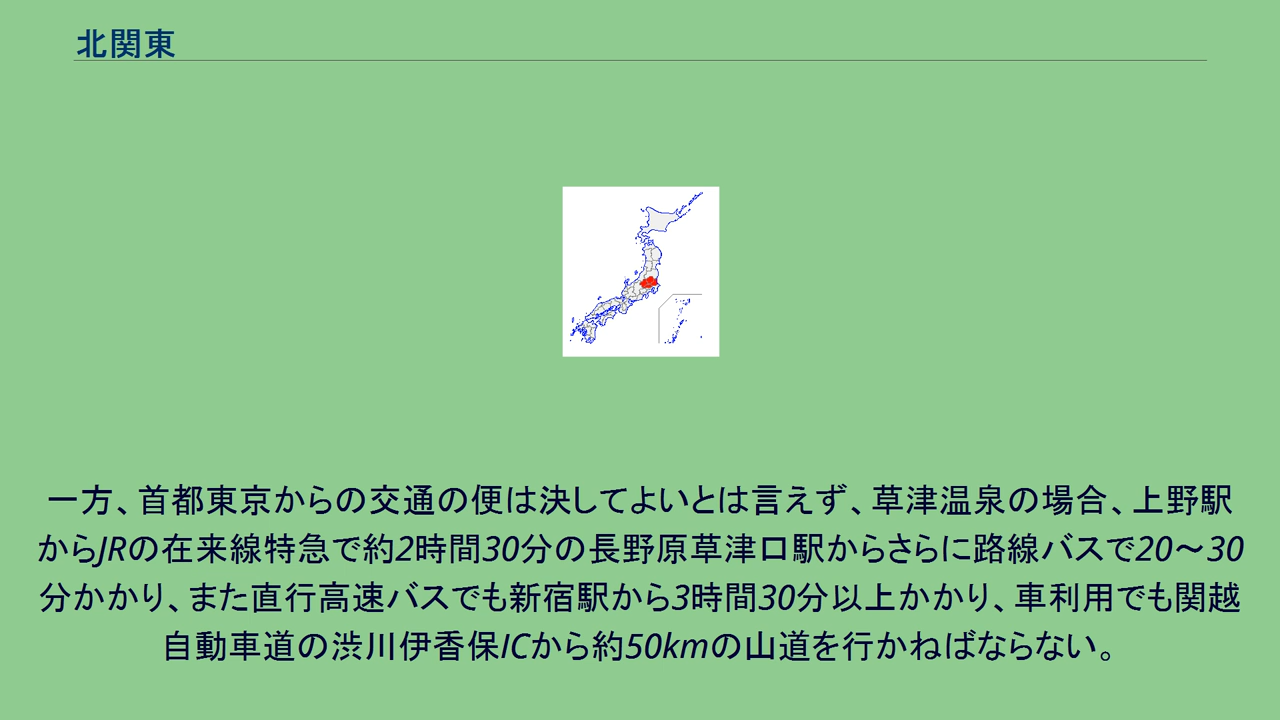 北関東
一方、首都東京からの交通の便は決してよいとは言えず、草津温泉の場合、上野駅
からJRの在来線特急で約2時間30分の長野原草津口駅からさらに路線バスで20～30
分かかり、また直行高速バスでも新宿駅から3時間30分以上かかり、車利用でも関越
自動車道の渋川伊香保ICから約50kmの山道を行かねばならない。